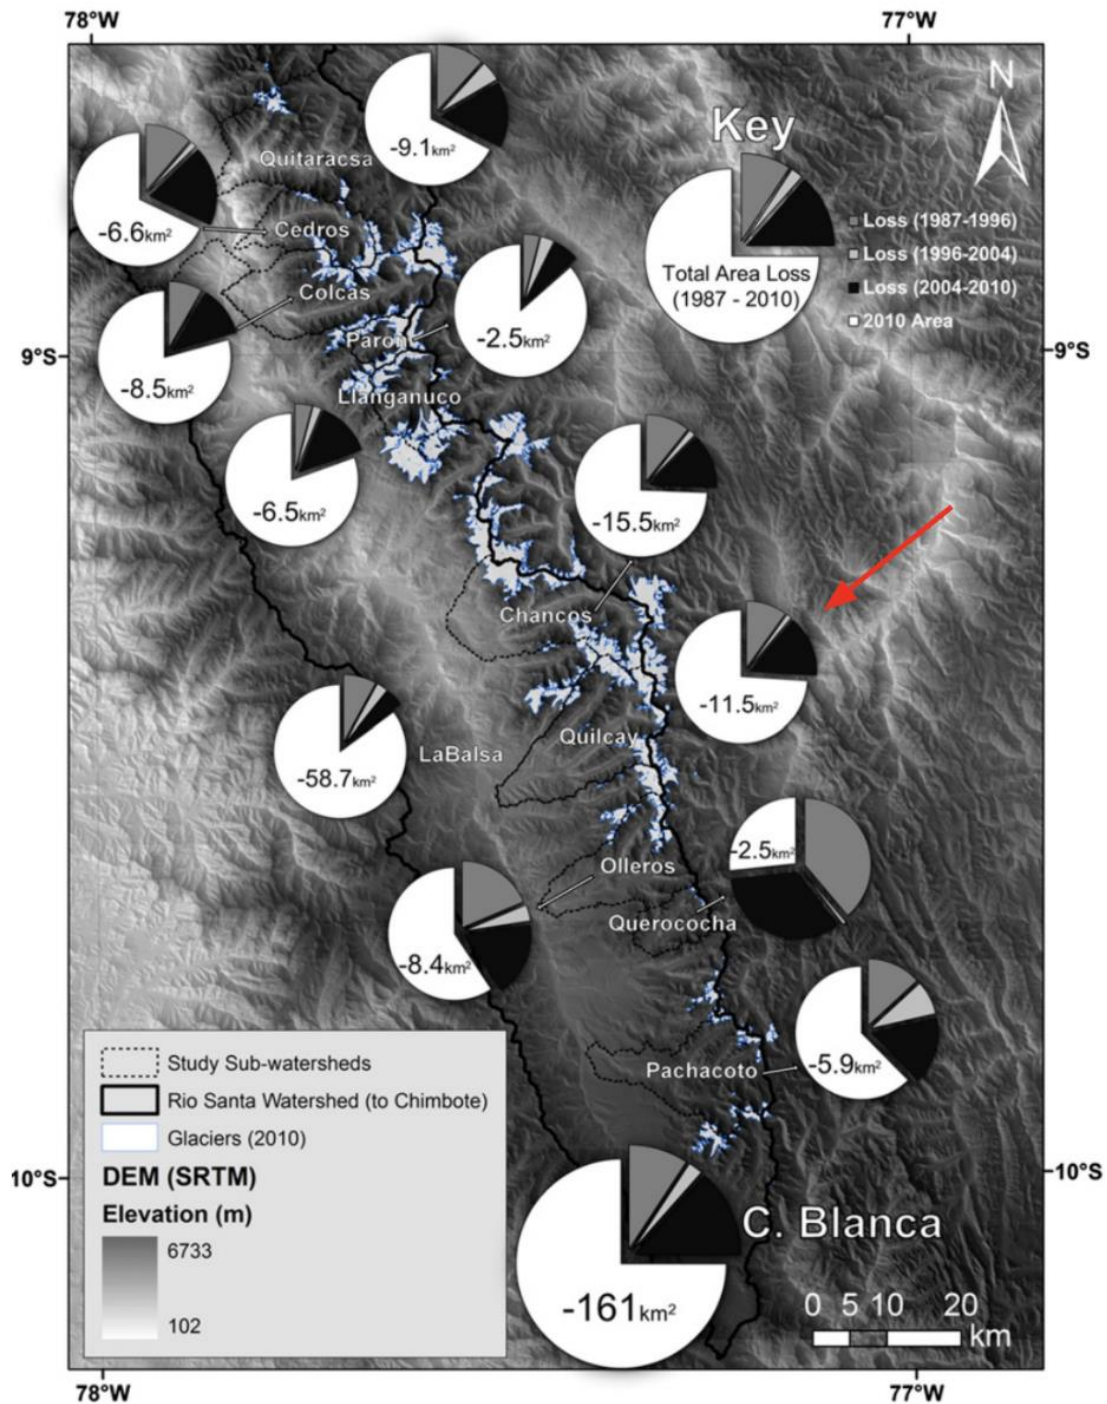 78°W
77°W
N
Key
-9.1km²
Quitaracsa
-6.6km²
Cedros
Total Area Loss
(1987 - 2010)
Loss (1987-1996)
Loss (1996-2004)
Loss (2004-2010)
2010 Area
Colcas
-2.5km²
Paron
9°S
9°S
-8.5km²
Llanganuco
-6.5km²
-15.5km²
Chancos
-11.5km²
Quilcay
LaBalsa
-58.7km²
-2.5km²
Olleros
Querococha
-8.4km²
-5.9km²
Pachacoto
Study Sub-watersheds
Rio Santa Watershed (to Chimbote)
Glaciers (2010)
DEM (SRTM)
Elevation (m)
6733
102
10°S
10°S
C. Blanca
-161km²
0 5 10 20
km
78°W
77°W